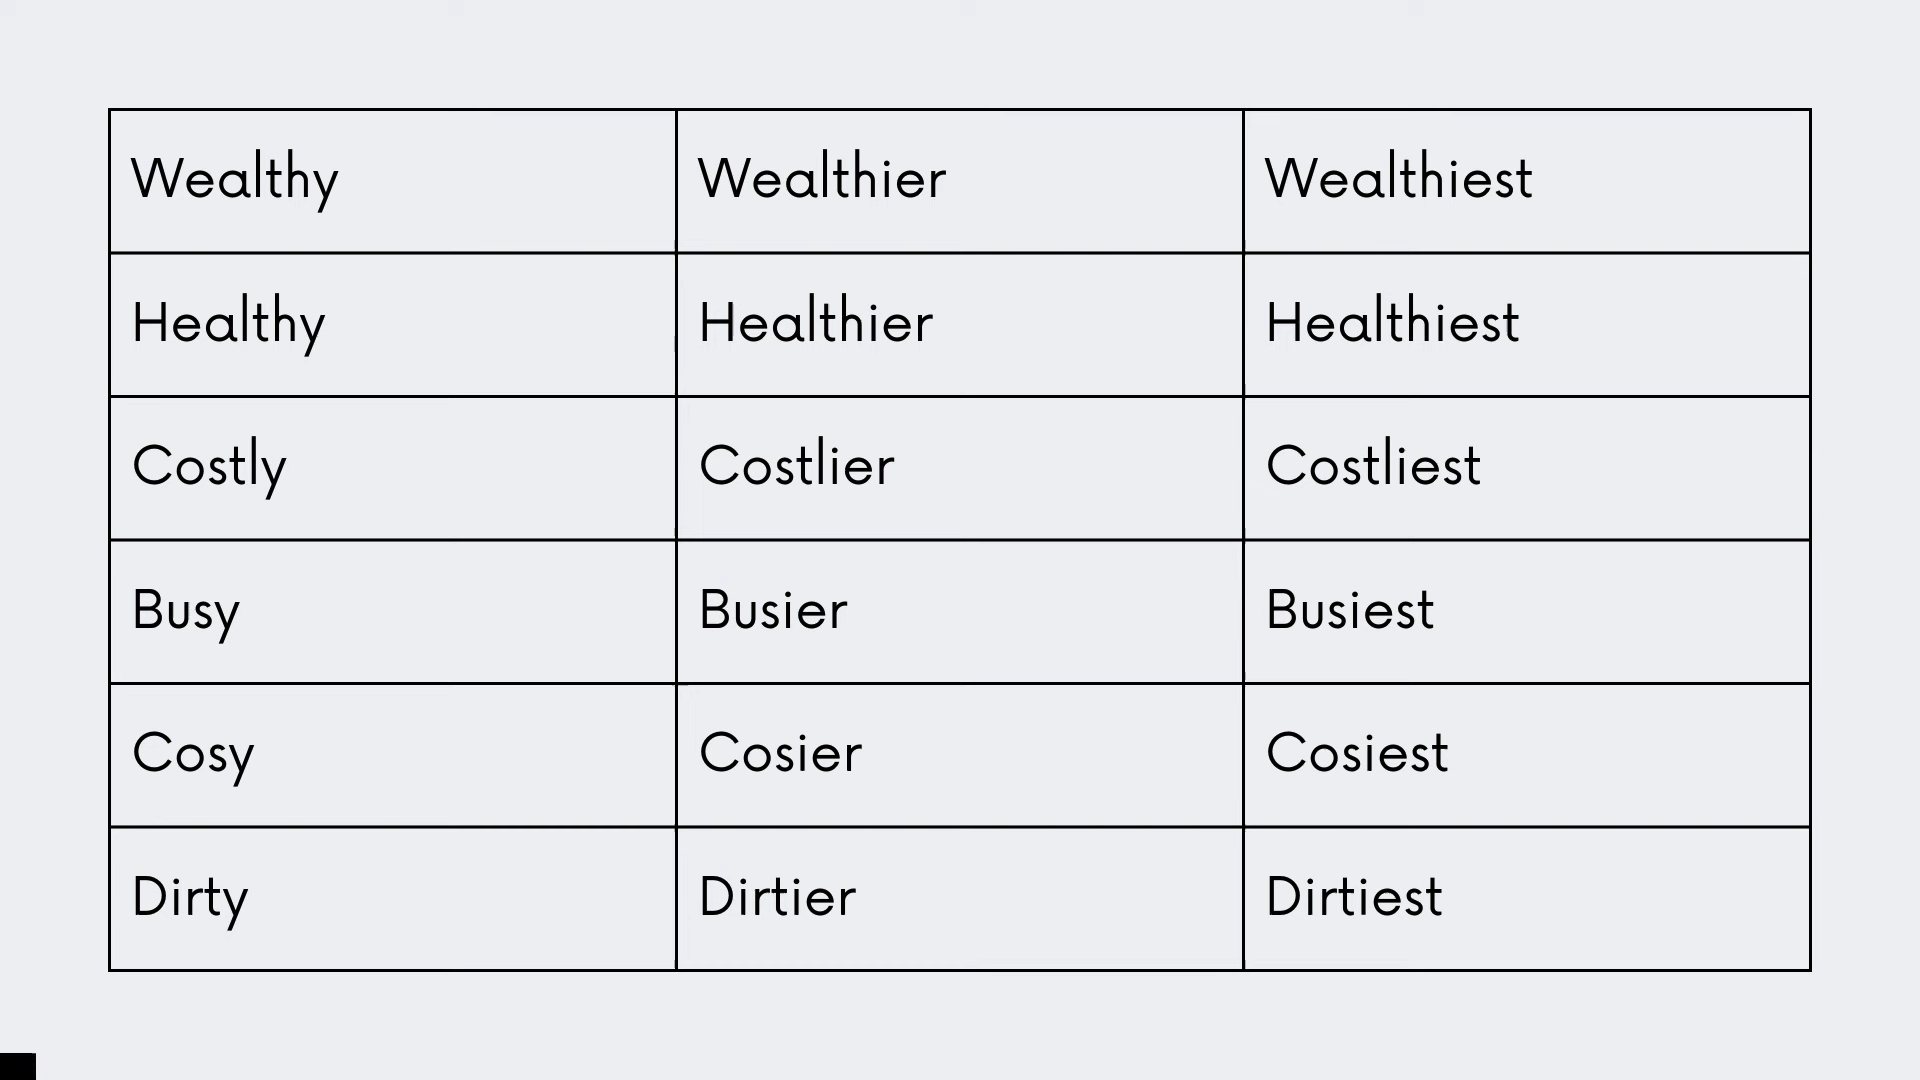 Wealthy Wealthier Wealthiest
Healthy Healthier Healthiest
Costly Costlier Costliest
Busy Busier Busiest
Cosy Cosier Cosiest
Dirty Dirtier Dirtiest